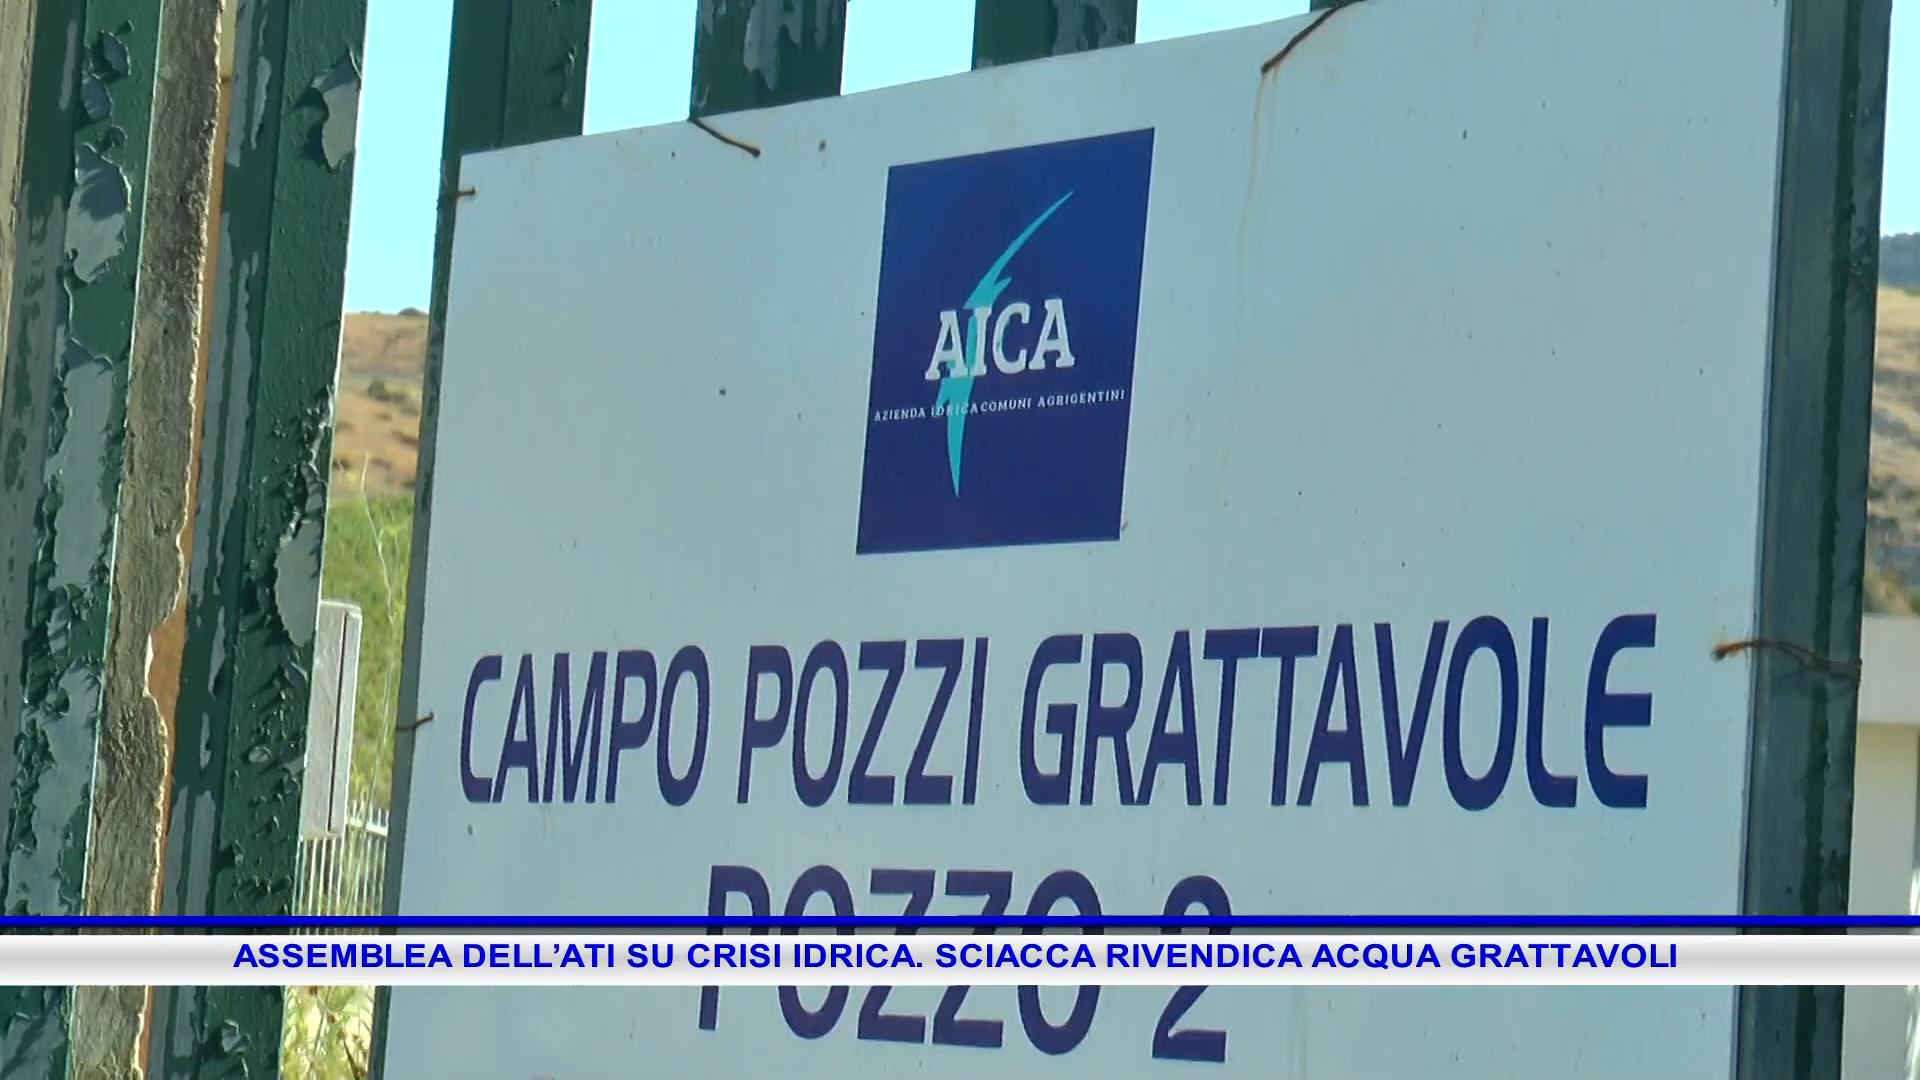 AICA
AZIENDA IDRICA COMUNI AGRIGENTINI
CAMPO POZZI GRATTAVOLE
POZZO 2
ASSEMBLEA DELL’ATI SU CRISI IDRICA. SCIACCA RIVENDICA ACQUA GRATTAVOLI